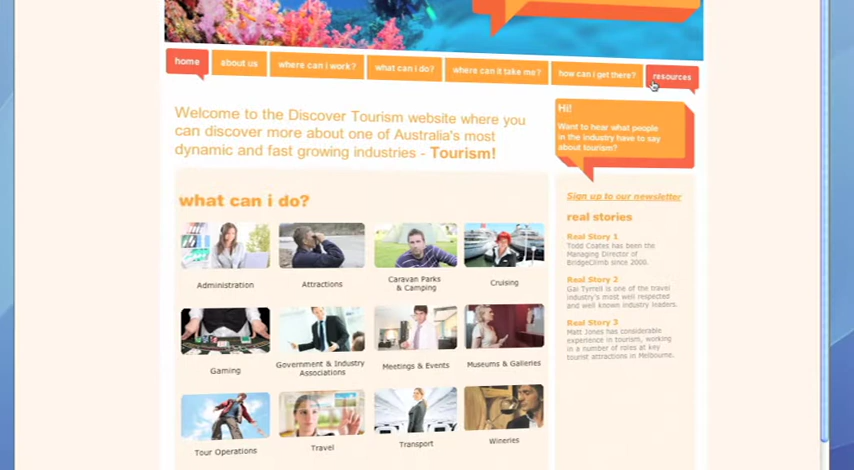 home
about us
where can i work?
what can i do?
where can it take me?
how can i get there?
resources
Welcome to the Discover Tourism website where you
can discover more about one of Australia's most
dynamic and fast growing industries - Tourism!
Hi!
Want to hear what people
in the industry have to say
about tourism?
what can i do?
Administration
Attractions
Caravan Parks
& Camping
Cruising
Gaming
Government & Industry
Associations
Meetings & Events
Museums & Galleries
Tour Operations
Travel
Transport
Wineries
Sign up to our newsletter
real stories
Real Story 1
Todd Coates has been the
Managing Director of
BridgeClimb since 2000.
Real Story 2
Gai Tyrrell is one of the travel
industry's most well respected
and well known industry leaders.
Real Story 3
Matt Jones has considerable
experience in tourism, working
in a number of roles at key
tourist attractions in Melbourne.